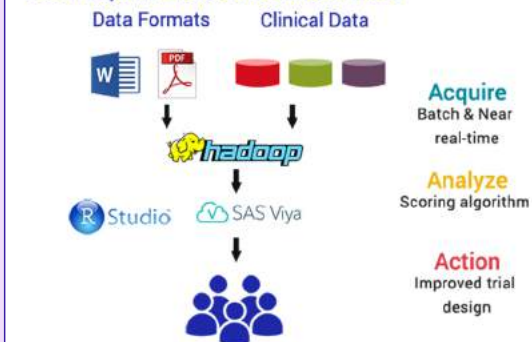 Data Formats
Clinical Data
W
PDF
hadoop
R Studio
SAS Viya
Acquire
Batch & Near
real-time
Analyze
Scoring algorithm
Action
Improved trial
design